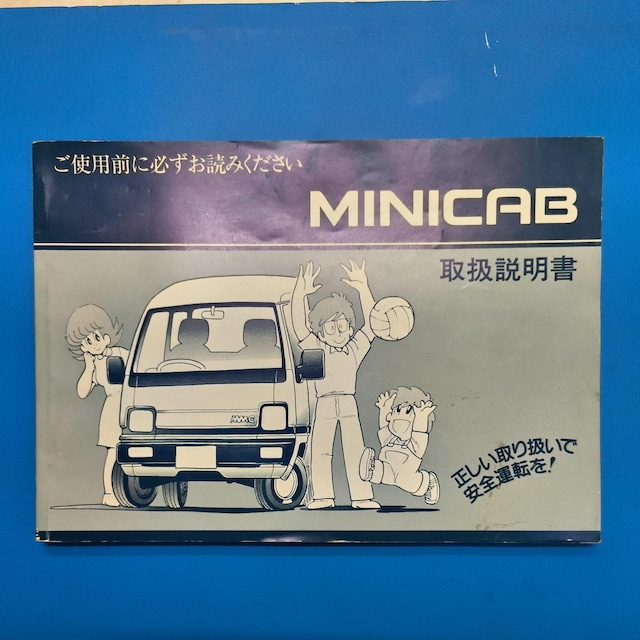 ご使用前に必ずお読みください
MINICAB
取扱説明書
MMC
正しい取り扱いで
安全運転を!